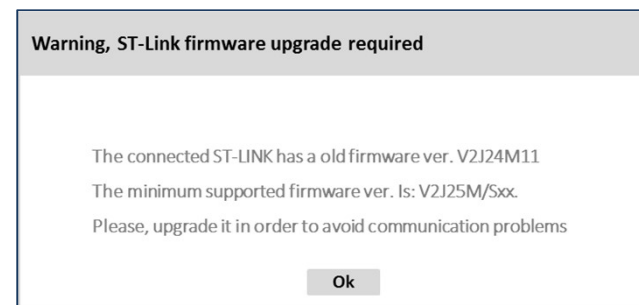 Warning, ST-Link firmware upgrade required
The connected ST-LINK has a old firmware ver. V2J24M11
The minimum supported firmware ver. Is: V2J25M/Sxx.
Please, upgrade it in order to avoid communication problems
Ok